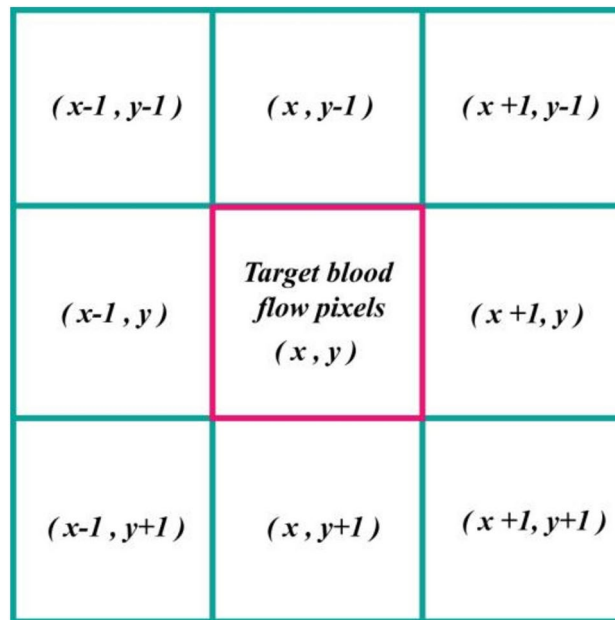 ( x-1 , y-1 )
( x , y-1 )
( x +1, y-1 )
( x-1 , y )
Target blood
flow pixels
( x , y )
( x +1, y )
( x-1 , y+1 )
( x , y+1 )
( x +1, y+1 )